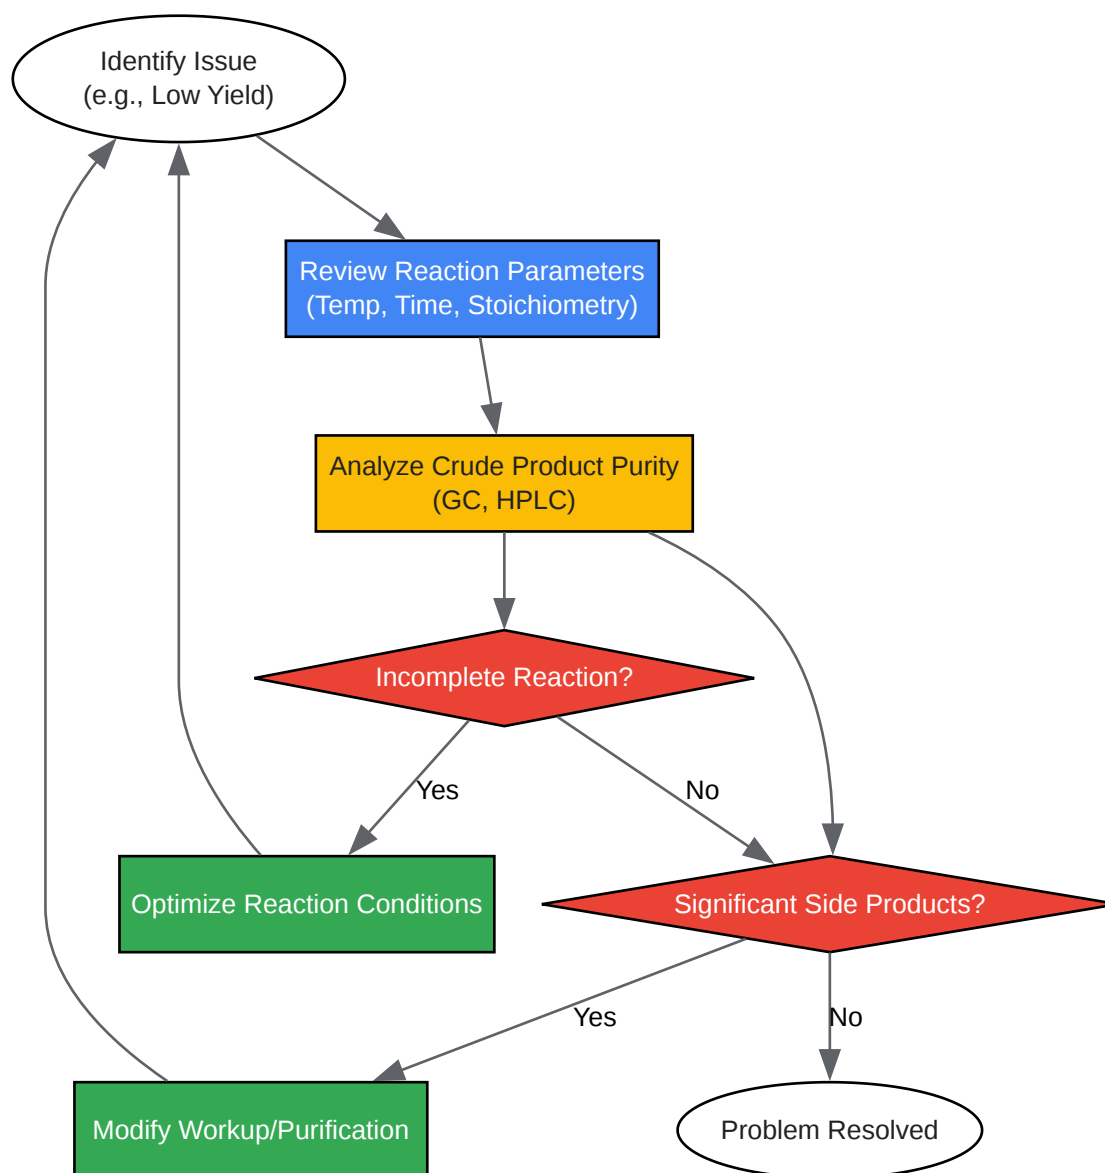 Identify Issue
(e.g., Low Yield)
Review Reaction Parameters
(Temp, Time, Stoichiometry)
Analyze Crude Product Purity
(GC, HPLC)
Incomplete Reaction?
Yes
No
Optimize Reaction Conditions
Significant Side Products?
Yes
No
Modify Workup/Purification
Problem Resolved